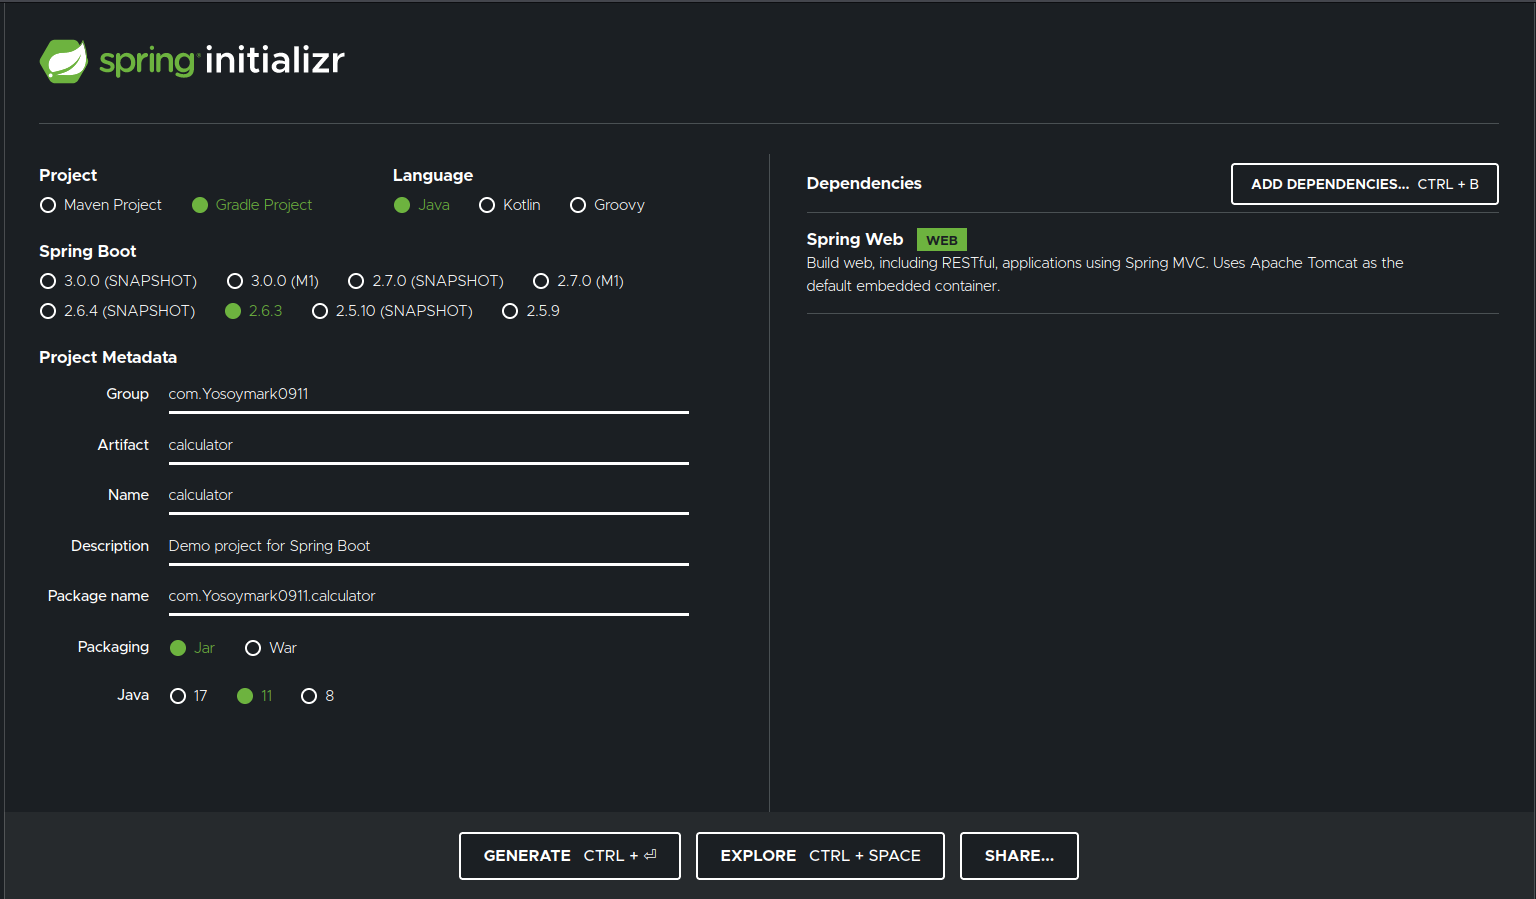 spring initializr
Project
Maven Project Gradle Project
Language
Java Kotlin Groovy
Spring Boot
3.0.0 (SNAPSHOT) 3.0.0 (M1) 2.7.0 (SNAPSHOT) 2.7.0 (M1)
2.6.4 (SNAPSHOT) 2.6.3 2.5.10 (SNAPSHOT) 2.5.9
Project Metadata
Group com.Yosoymark0911
Artifact calculator
Name calculator
Description Demo project for Spring Boot
Package name com.Yosoymark0911.calculator
Packaging Jar War
Java 17 11 8
Dependencies
ADD DEPENDENCIES... CTRL + B
Spring Web WEB
Build web, including RESTful, applications using Spring MVC. Uses Apache Tomcat as the
default embedded container.
GENERATE CTRL + ⏎
EXPLORE CTRL + SPACE
SHARE...